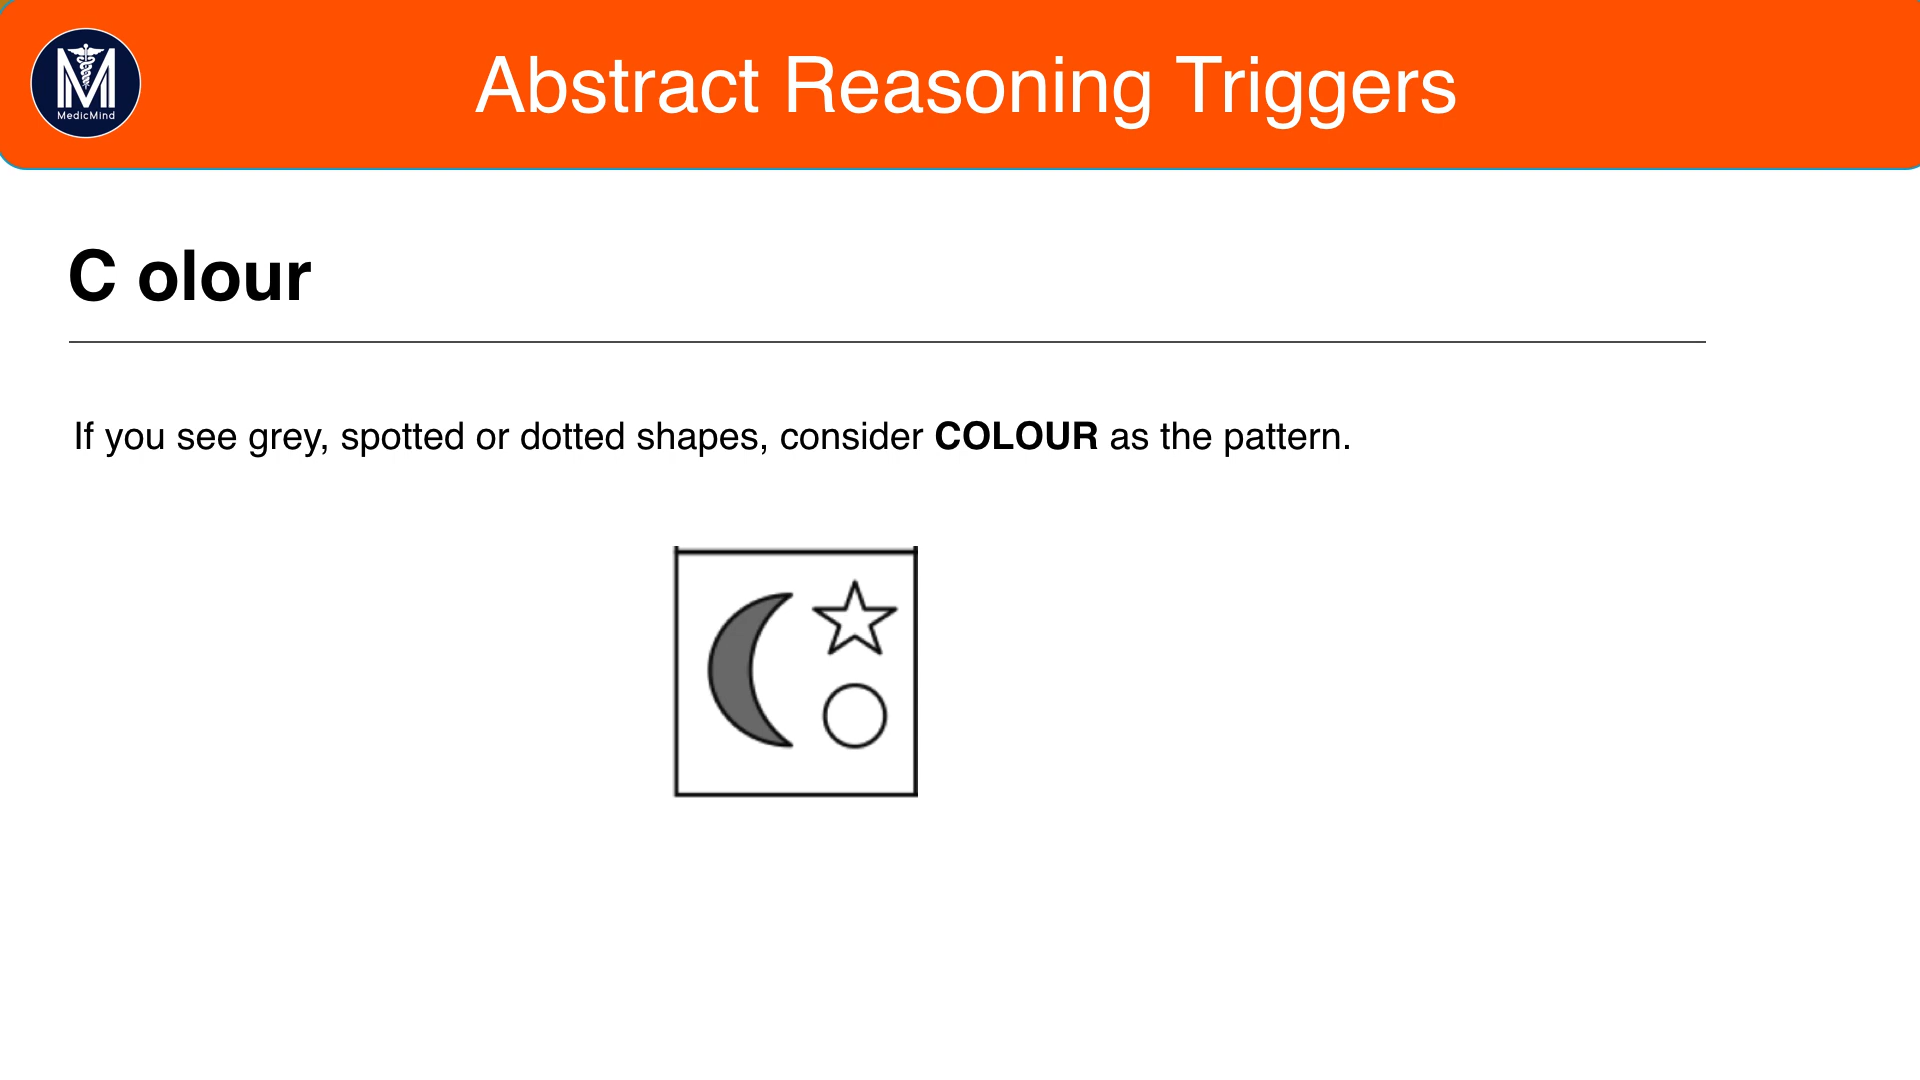 MedicMind
Abstract Reasoning Triggers
C olour
If you see grey, spotted or dotted shapes, consider COLOUR as the pattern.